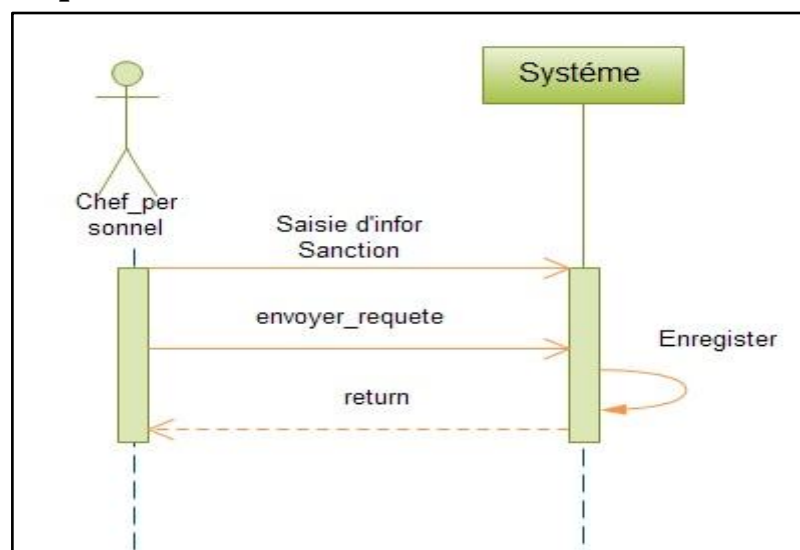 Systéme
Chef_per
sonnel
Saisie d'infor
Sanction
envoyer_requete
Enregister
return